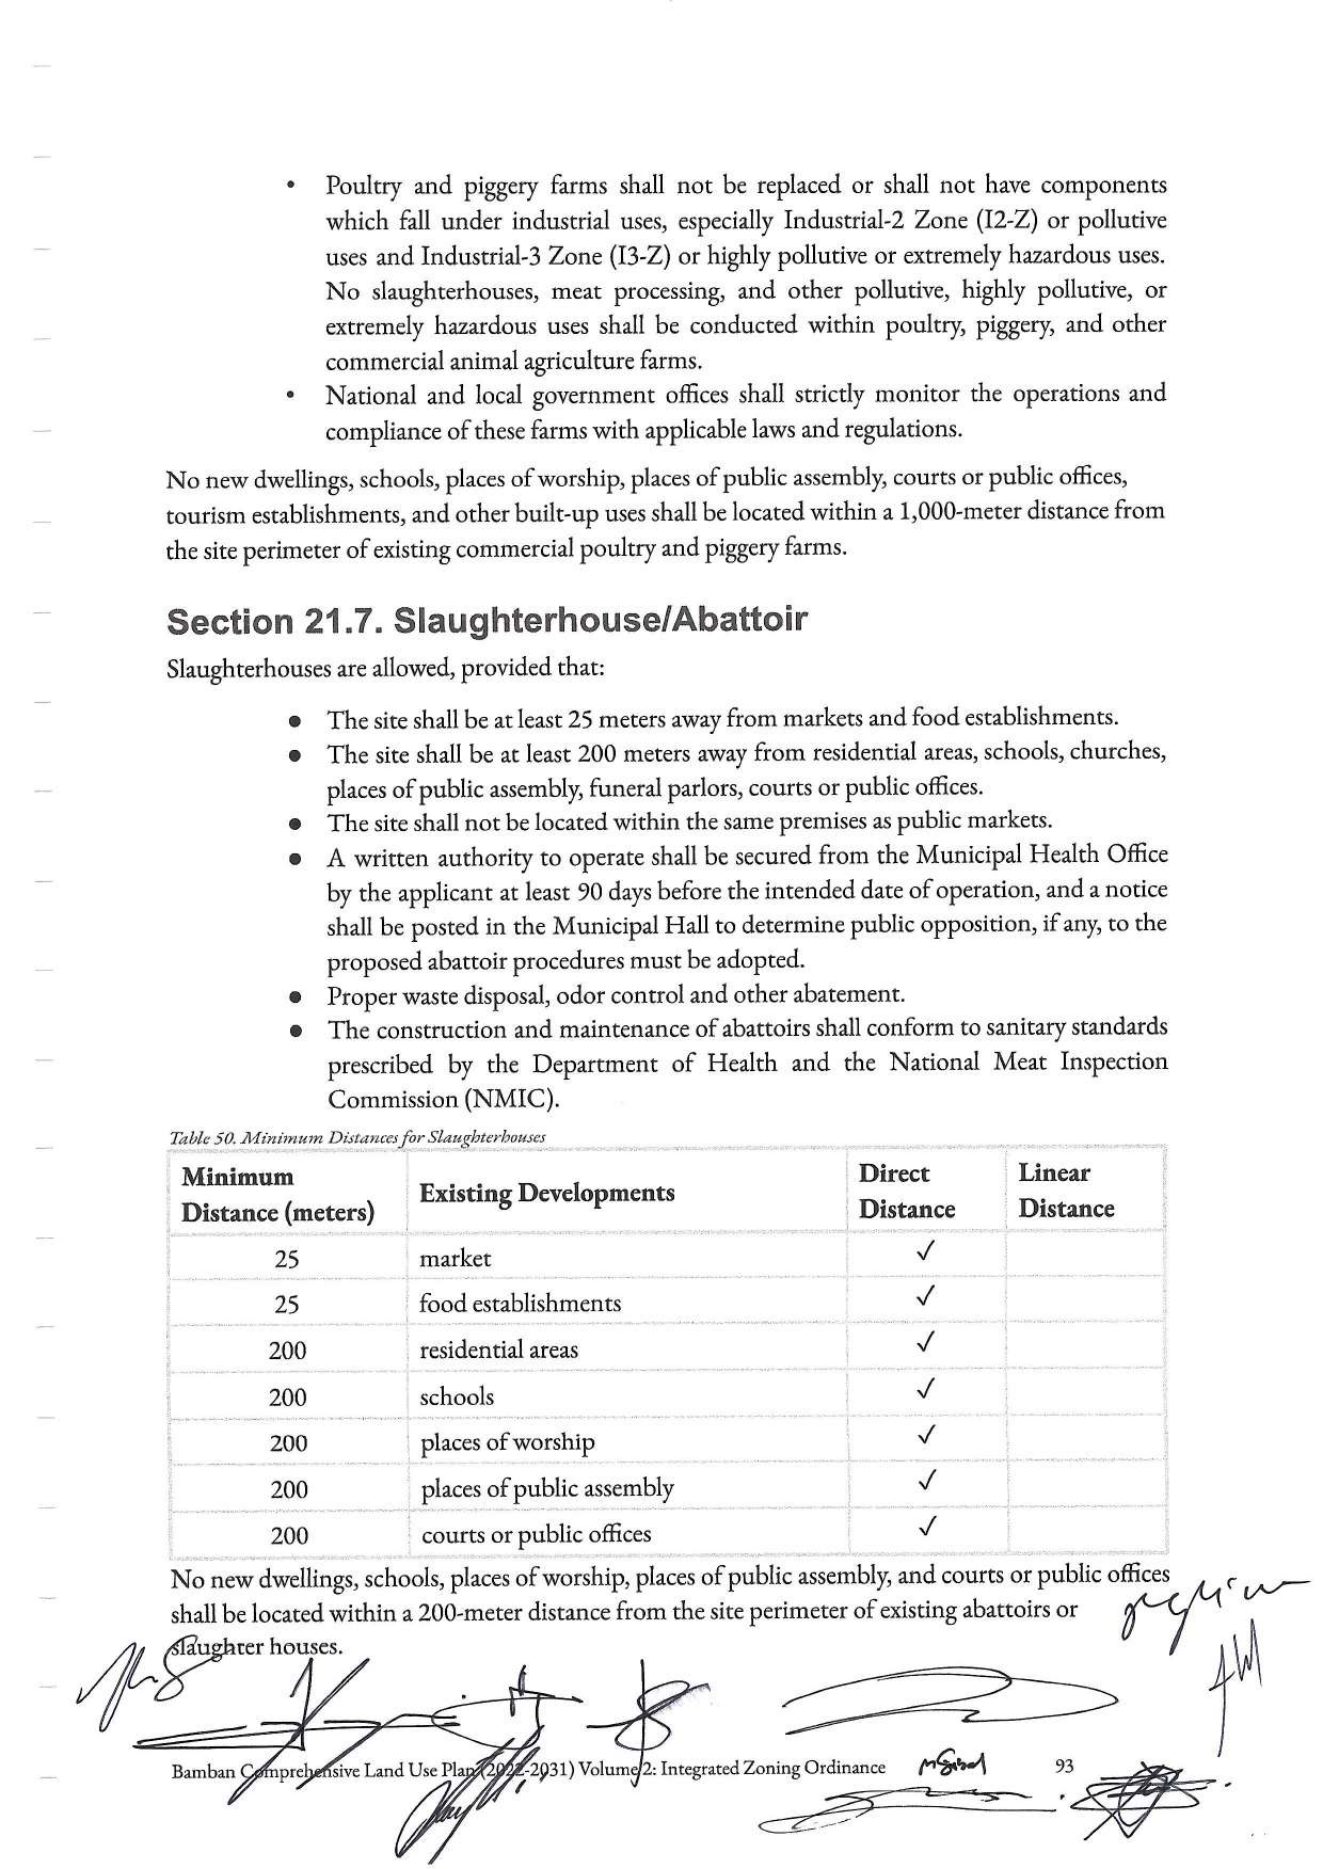 • Poultry and piggery farms shall not be replaced or shall not have components
which fall under industrial uses, especially Industrial-2 Zone (I2-Z) or pollutive
uses and Industrial-3 Zone (I3-Z) or highly pollutive or extremely hazardous uses.
No slaughterhouses, meat processing, and other pollutive, highly pollutive, or
extremely hazardous uses shall be conducted within poultry, piggery, and other
commercial animal agriculture farms.
• National and local government offices shall strictly monitor the operations and
compliance of these farms with applicable laws and regulations.
No new dwellings, schools, places of worship, places of public assembly, courts or public offices,
tourism establishments, and other built-up uses shall be located within a 1,000-meter distance from
the site perimeter of existing commercial poultry and piggery farms.
Section 21.7. Slaughterhouse/Abattoir
Slaughterhouses are allowed, provided that:
● The site shall be at least 25 meters away from markets and food establishments.
● The site shall be at least 200 meters away from residential areas, schools, churches,
places of public assembly, funeral parlors, courts or public offices.
● The site shall not be located within the same premises as public markets.
● A written authority to operate shall be secured from the Municipal Health Office
by the applicant at least 90 days before the intended date of operation, and a notice
shall be posted in the Municipal Hall to determine public opposition, if any, to the
proposed abattoir procedures must be adopted.
● Proper waste disposal, odor control and other abatement.
● The construction and maintenance of abattoirs shall conform to sanitary standards
prescribed by the Department of Health and the National Meat Inspection
Commission (NMIC).
Table 50. Minimum Distances for Slaughterhouses
Minimum Distance (meters) Existing Developments Direct Distance Linear Distance
25 market ✓
25 food establishments ✓
200 residential areas ✓
200 schools ✓
200 places of worship ✓
200 places of public assembly ✓
200 courts or public offices ✓
No new dwellings, schools, places of worship, places of public assembly, and courts or public offices
shall be located within a 200-meter distance from the site perimeter of existing abattoirs or
slaughter houses.
Bamban Comprehensive Land Use Plan (2022-2031) Volume 2: Integrated Zoning Ordinance 93